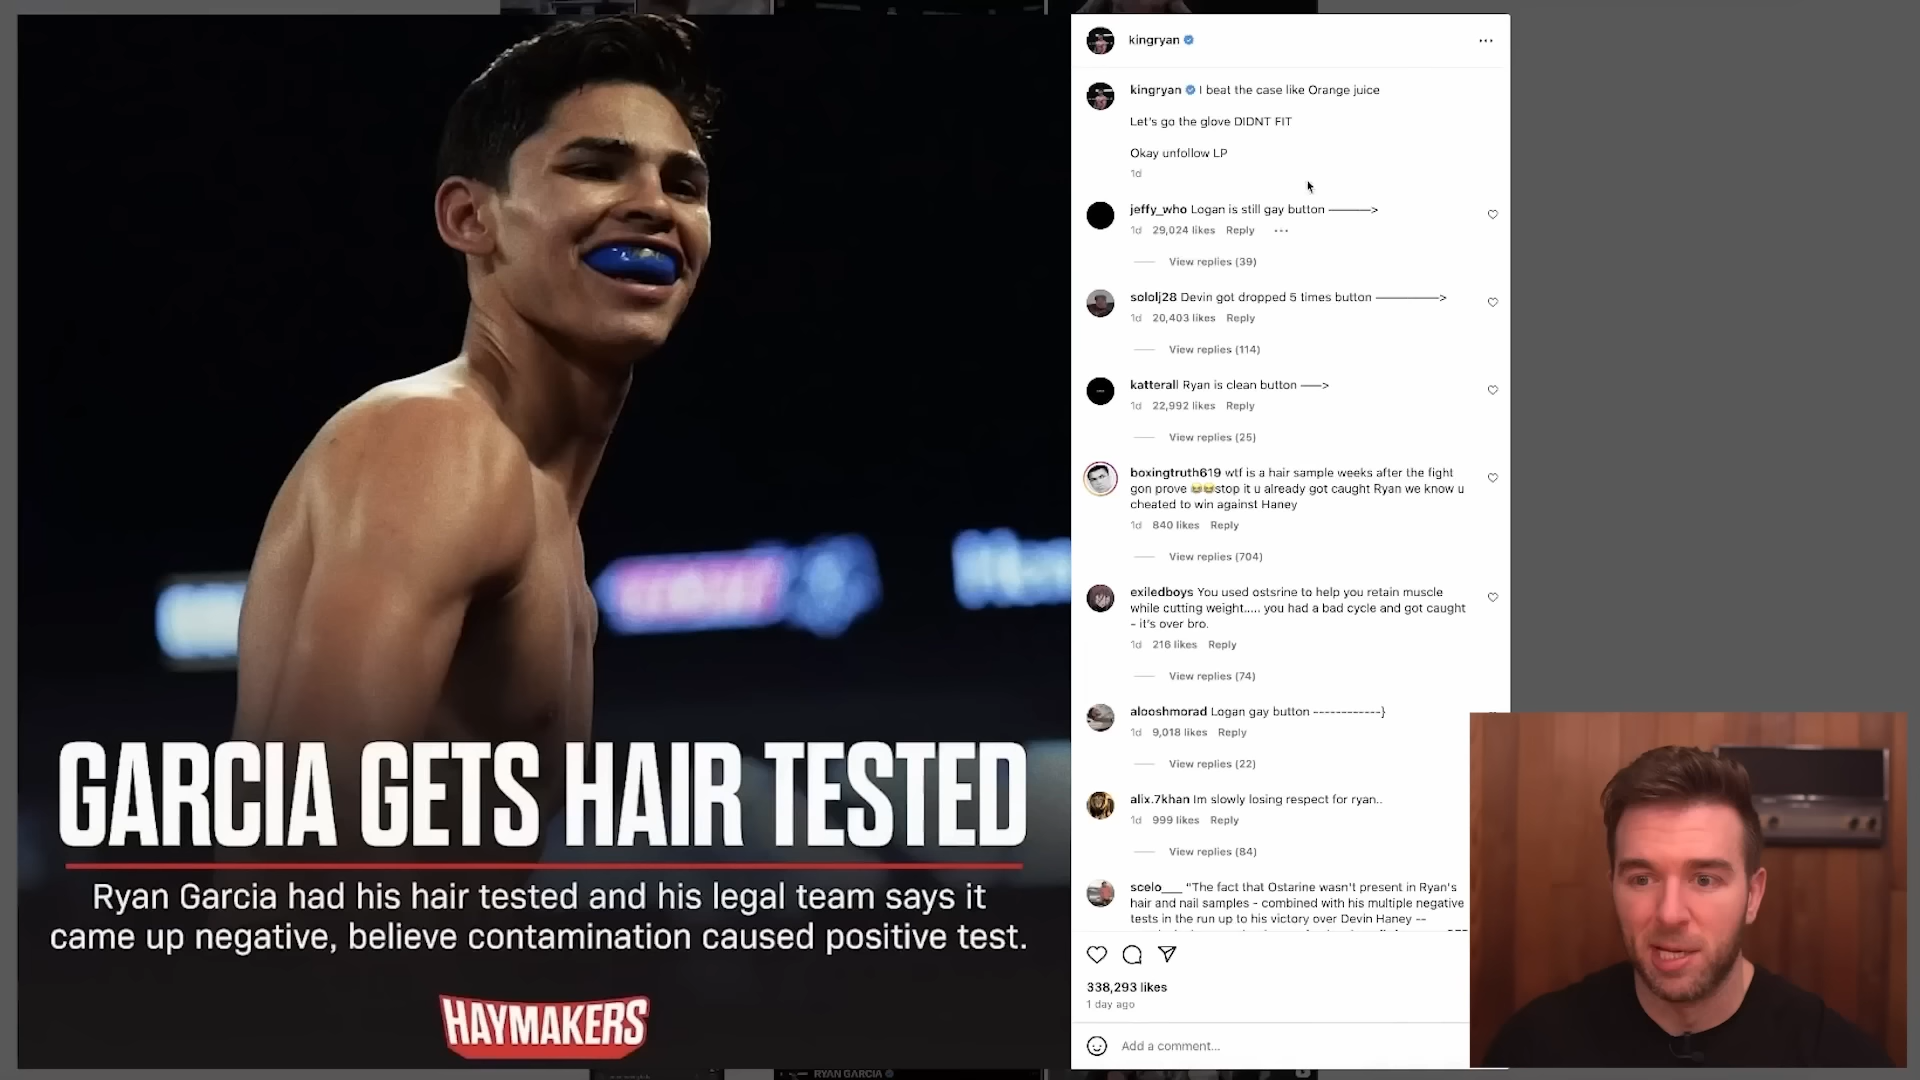 kingryan
kingryan I beat the case like Orange juice
Let's go the glove DIDNT FIT
Okay unfollow LP
1d
jeffy_who Logan is still gay button ———>
1d 29,024 likes Reply ...
View replies (39)
sololj28 Devin got dropped 5 times button —————>
1d 20,403 likes Reply
View replies (114)
katterall Ryan is clean button ——>
1d 22,992 likes Reply
View replies (25)
boxingtruth619 wtf is a hair sample weeks after the fight
gon prove 😂😂stop it u already got caught Ryan we know u
cheated to win against Haney
1d 840 likes Reply
View replies (704)
exiledboys You used ostsrine to help you retain muscle
while cutting weight..... you had a bad cycle and got caught
- it's over bro.
1d 216 likes Reply
View replies (74)
alooshmorad Logan gay button ------------}
1d 9,018 likes Reply
View replies (22)
alix.7khan Im slowly losing respect for ryan..
1d 999 likes Reply
View replies (84)
scelo___ "The fact that Ostarine wasn't present in Ryan's
hair and nail samples - combined with his multiple negative
tests in the run up to his victory over Devin Haney --
338,293 likes
1 day ago
Add a comment...
GARCIA GETS HAIR TESTED
Ryan Garcia had his hair tested and his legal team says it
came up negative, believe contamination caused positive test.
HAYMAKERS
RYAN GARCIA